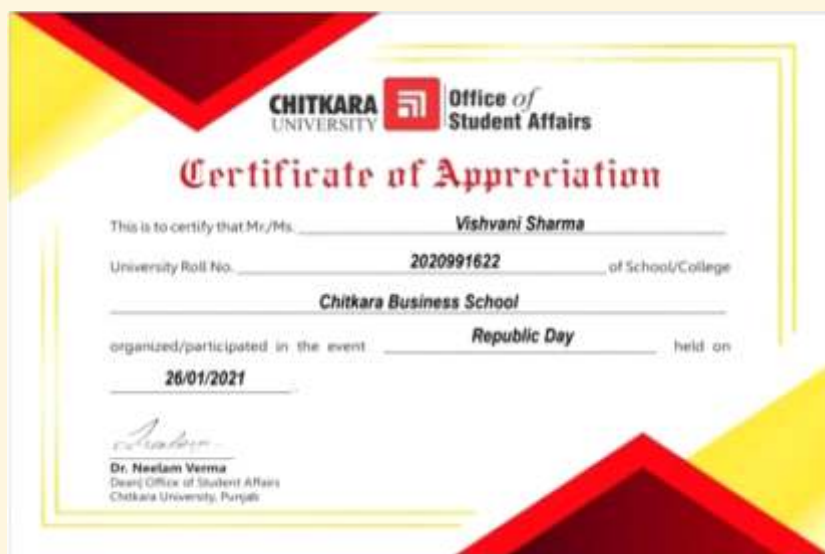 CHITKARA
UNIVERSITY
Office of
Student Affairs
Certificate of Appreciation
This is to certify that Mr./Ms. Vishvani Sharma
University Roll No. 2020991622 of School/College
Chitkara Business School
organized/participated in the event Republic Day held on
26/01/2021
Dr. Neelam Verma
Dean| Office of Student Affairs
Chitkara University, Punjab